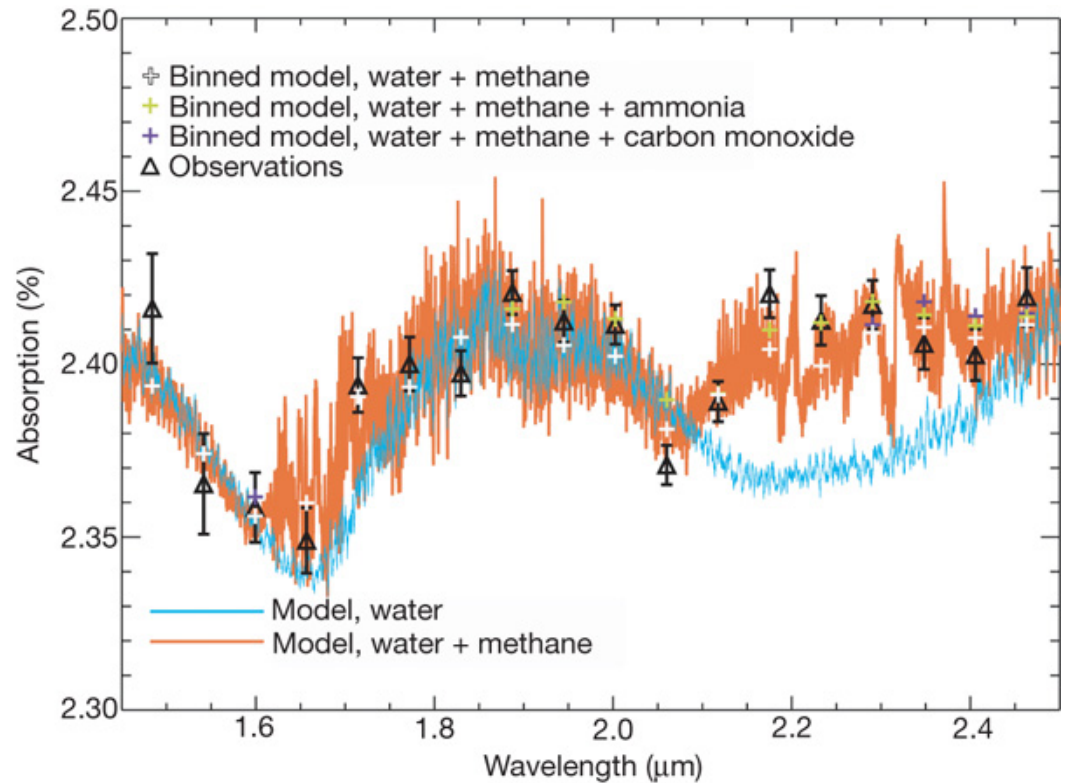 2.50
Binned model, water + methane
Binned model, water + methane + ammonia
Binned model, water + methane + carbon monoxide
Observations
2.45
Absorption (%)
2.40
2.35
Model, water
Model, water + methane
2.30
1.6 1.8 2.0 2.2 2.4
Wavelength (μm)